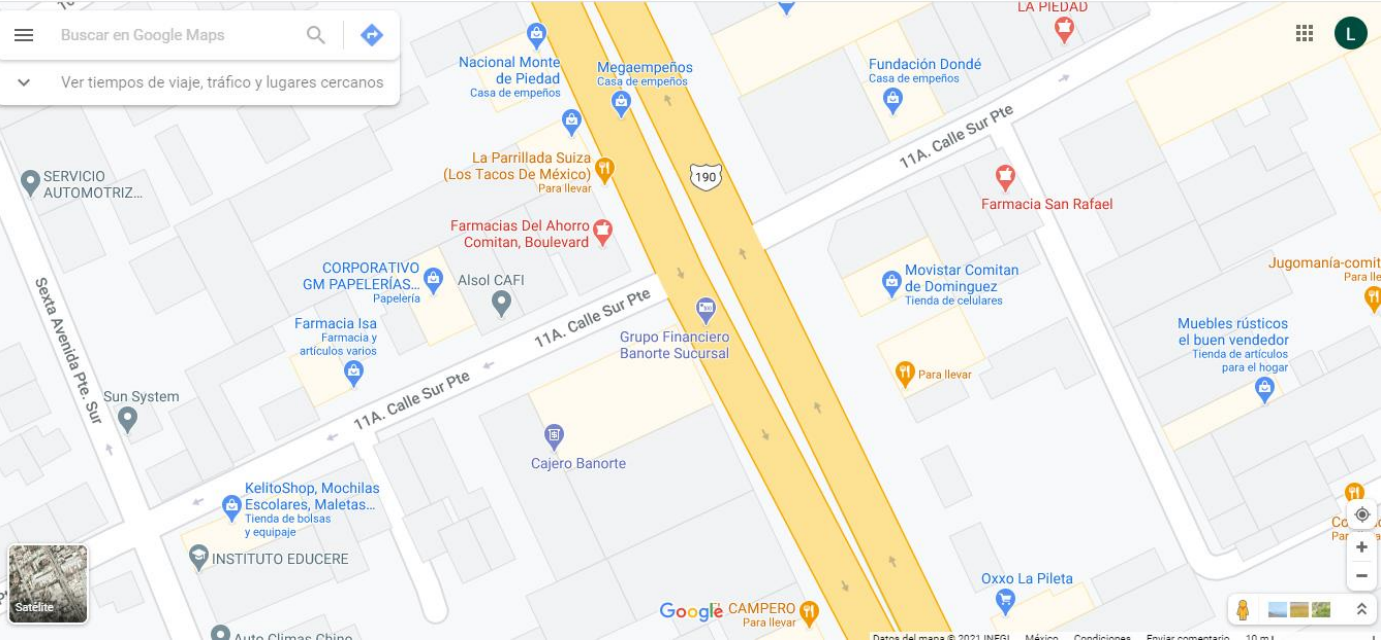 Buscar en Google Maps
Ver tiempos de viaje, tráfico y lugares cercanos
LA PIEDAD
L
Nacional Monte
de Piedad
Casa de empeños
Megaempeños
Casa de empeños
Fundación Dondé
Casa de empeños
11A. Calle Sur Pte
La Parrillada Suiza
(Los Tacos De México)
Para llevar
190
SERVICIO
AUTOMOTRIZ...
Farmacia San Rafael
Farmacias Del Ahorro
Comitan, Boulevard
CORPORATIVO
GM PAPELERÍAS...
Papelería
Alsol CAFI
Movistar Comitan
de Dominguez
Tienda de celulares
Jugomanía-comit
Para lle
Sexta Avenida Pte. Sur
11A. Calle Sur Pte
Farmacia Isa
Farmacia y
artículos varios
Grupo Financiero
Banorte Sucursal
Muebles rústicos
el buen vendedor
Tienda de artículos
para el hogar
Para llevar
11A. Calle Sur Pte
Sun System
Cajero Banorte
KelitoShop, Mochilas
Escolares, Maletas...
Tienda de bolsas
y equipaje
INSTITUTO EDUCERE
Oxxo La Pileta
Satélite
Google
CAMPERO
Para llevar
Auto Climas Chino
Datos del mapa © 2021 INEGI México Condiciones Enviar comentario 10 m